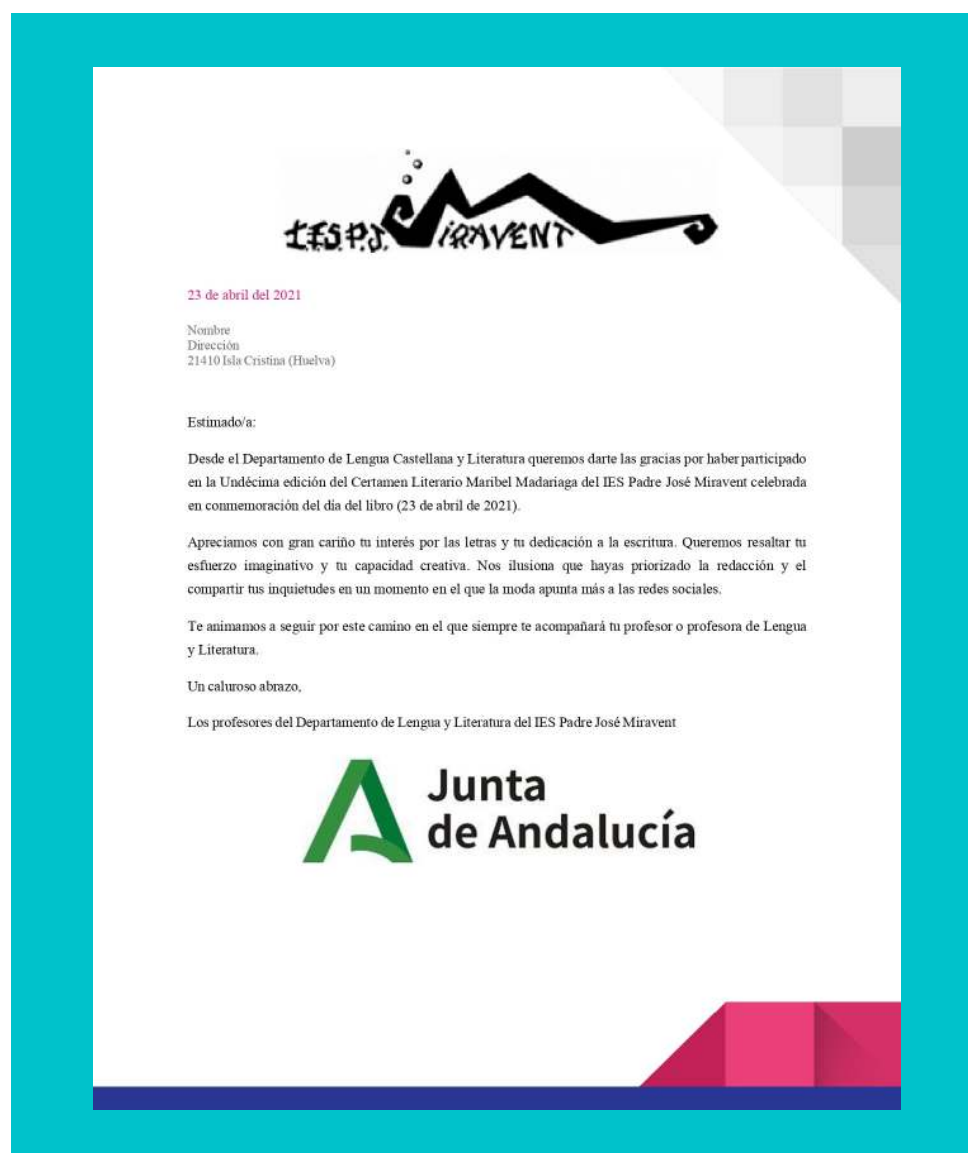 I.E.S. P.J. MIRAVENT
23 de abril del 2021
Nombre
Dirección
21410 Isla Cristina (Huelva)
Estimado/a:
Desde el Departamento de Lengua Castellana y Literatura queremos darte las gracias por haber participado
en la Undécima edición del Certamen Literario Maribel Madariaga del IES Padre José Miravent celebrada
en conmemoración del día del libro (23 de abril de 2021).
Apreciamos con gran cariño tu interés por las letras y tu dedicación a la escritura. Queremos resaltar tu
esfuerzo imaginativo y tu capacidad creativa. Nos ilusiona que hayas priorizado la redacción y el
compartir tus inquietudes en un momento en el que la moda apunta más a las redes sociales.
Te animamos a seguir por este camino en el que siempre te acompañará tu profesor o profesora de Lengua
y Literatura.
Un caluroso abrazo,
Los profesores del Departamento de Lengua y Literatura del IES Padre José Miravent
Junta
de Andalucía